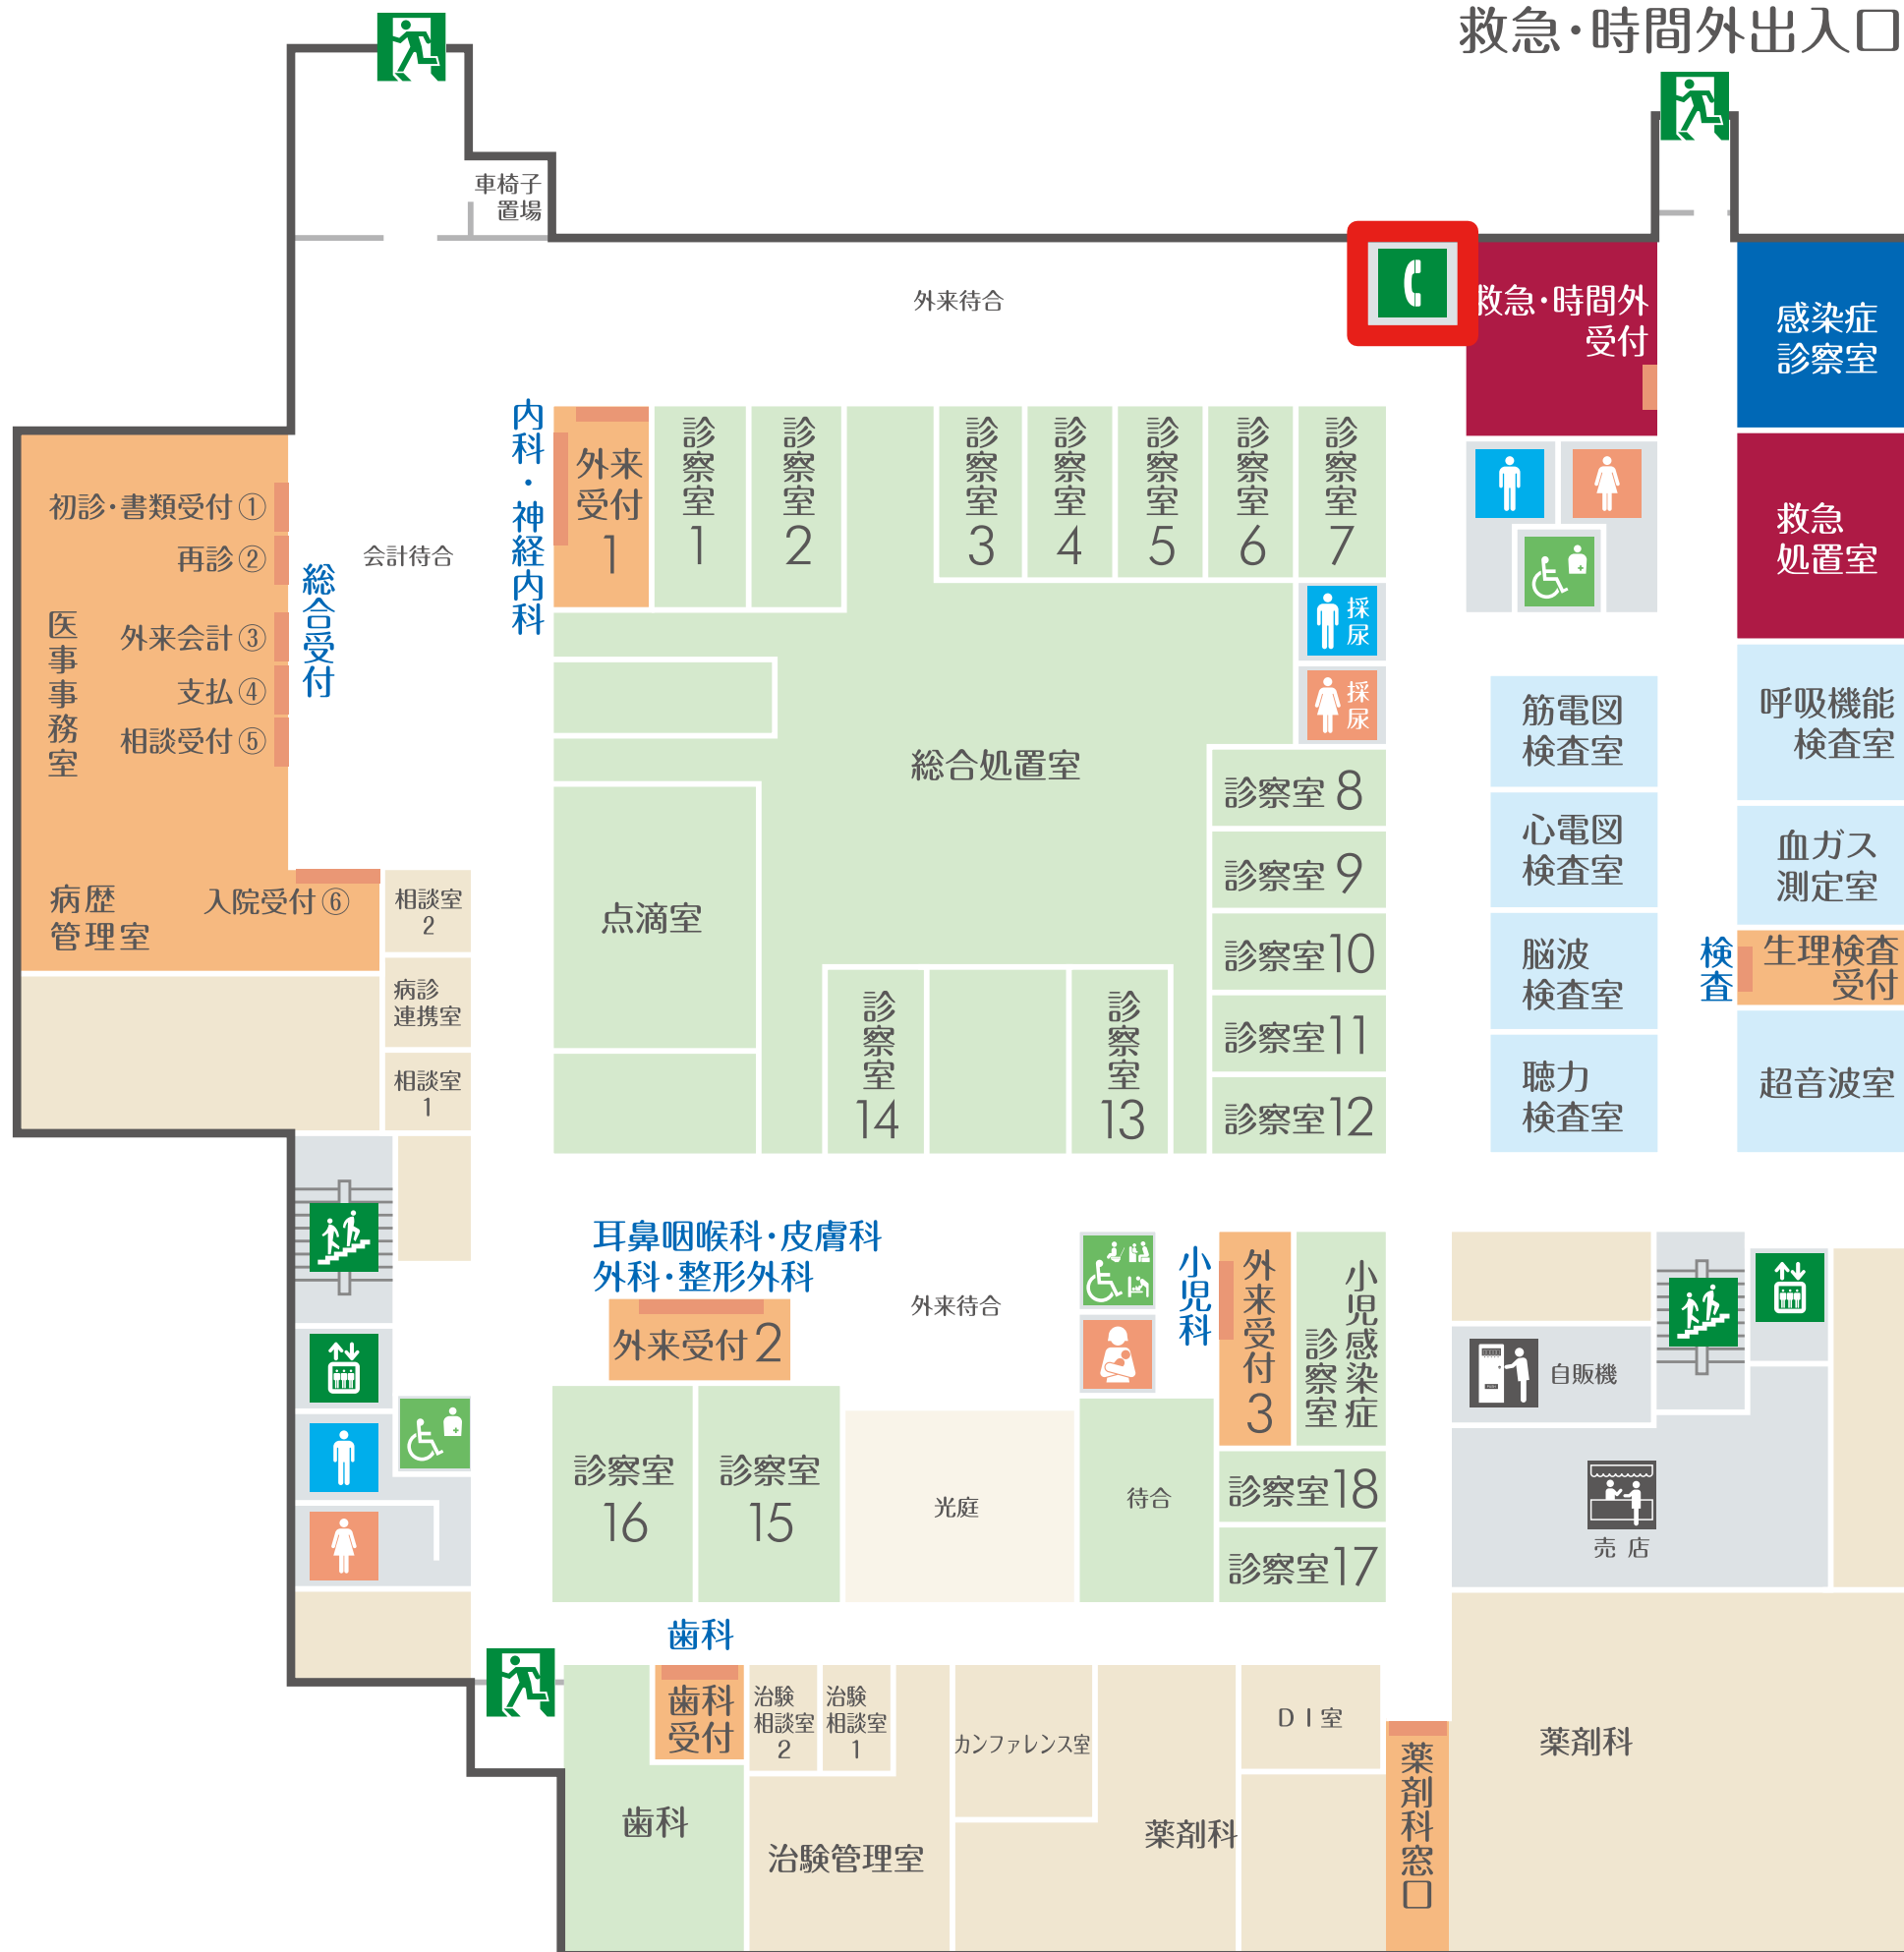 救急・時間外出入口
車椅子
置場
外来待合
救急・時間外
受付
感染症
診察室
内科・神経内科
外来
受付
1
診察室
1
診察室
2
診察室
3
診察室
4
診察室
5
診察室
6
診察室
7
初診・書類受付①
再診②
外来会計③
支払④
相談受付⑤
医事事務室
総合受付
会計待合
救急
処置室
採尿
採尿
総合処置室
筋電図
検査室
呼吸機能
検査室
診察室 8
心電図
検査室
血ガス
測定室
診察室 9
病歴
管理室
入院受付⑥
相談室
2
点滴室
診察室10
脳波
検査室
検査
生理検査
受付
病診
連携室
診察室
14
診察室
13
診察室11
相談室
1
診察室12
聴力
検査室
超音波室
耳鼻咽喉科・皮膚科
外科・整形外科
外来受付2
外来待合
小児科
外来受付
3
小児感染症
診察室
自販機
診察室
16
診察室
15
光庭
待合
診察室18
診察室17
売店
歯科
歯科
受付
治験
相談室
2
治験
相談室
1
カンファレンス室
DI室
薬剤科窓口
薬剤科
歯科
治験管理室
薬剤科